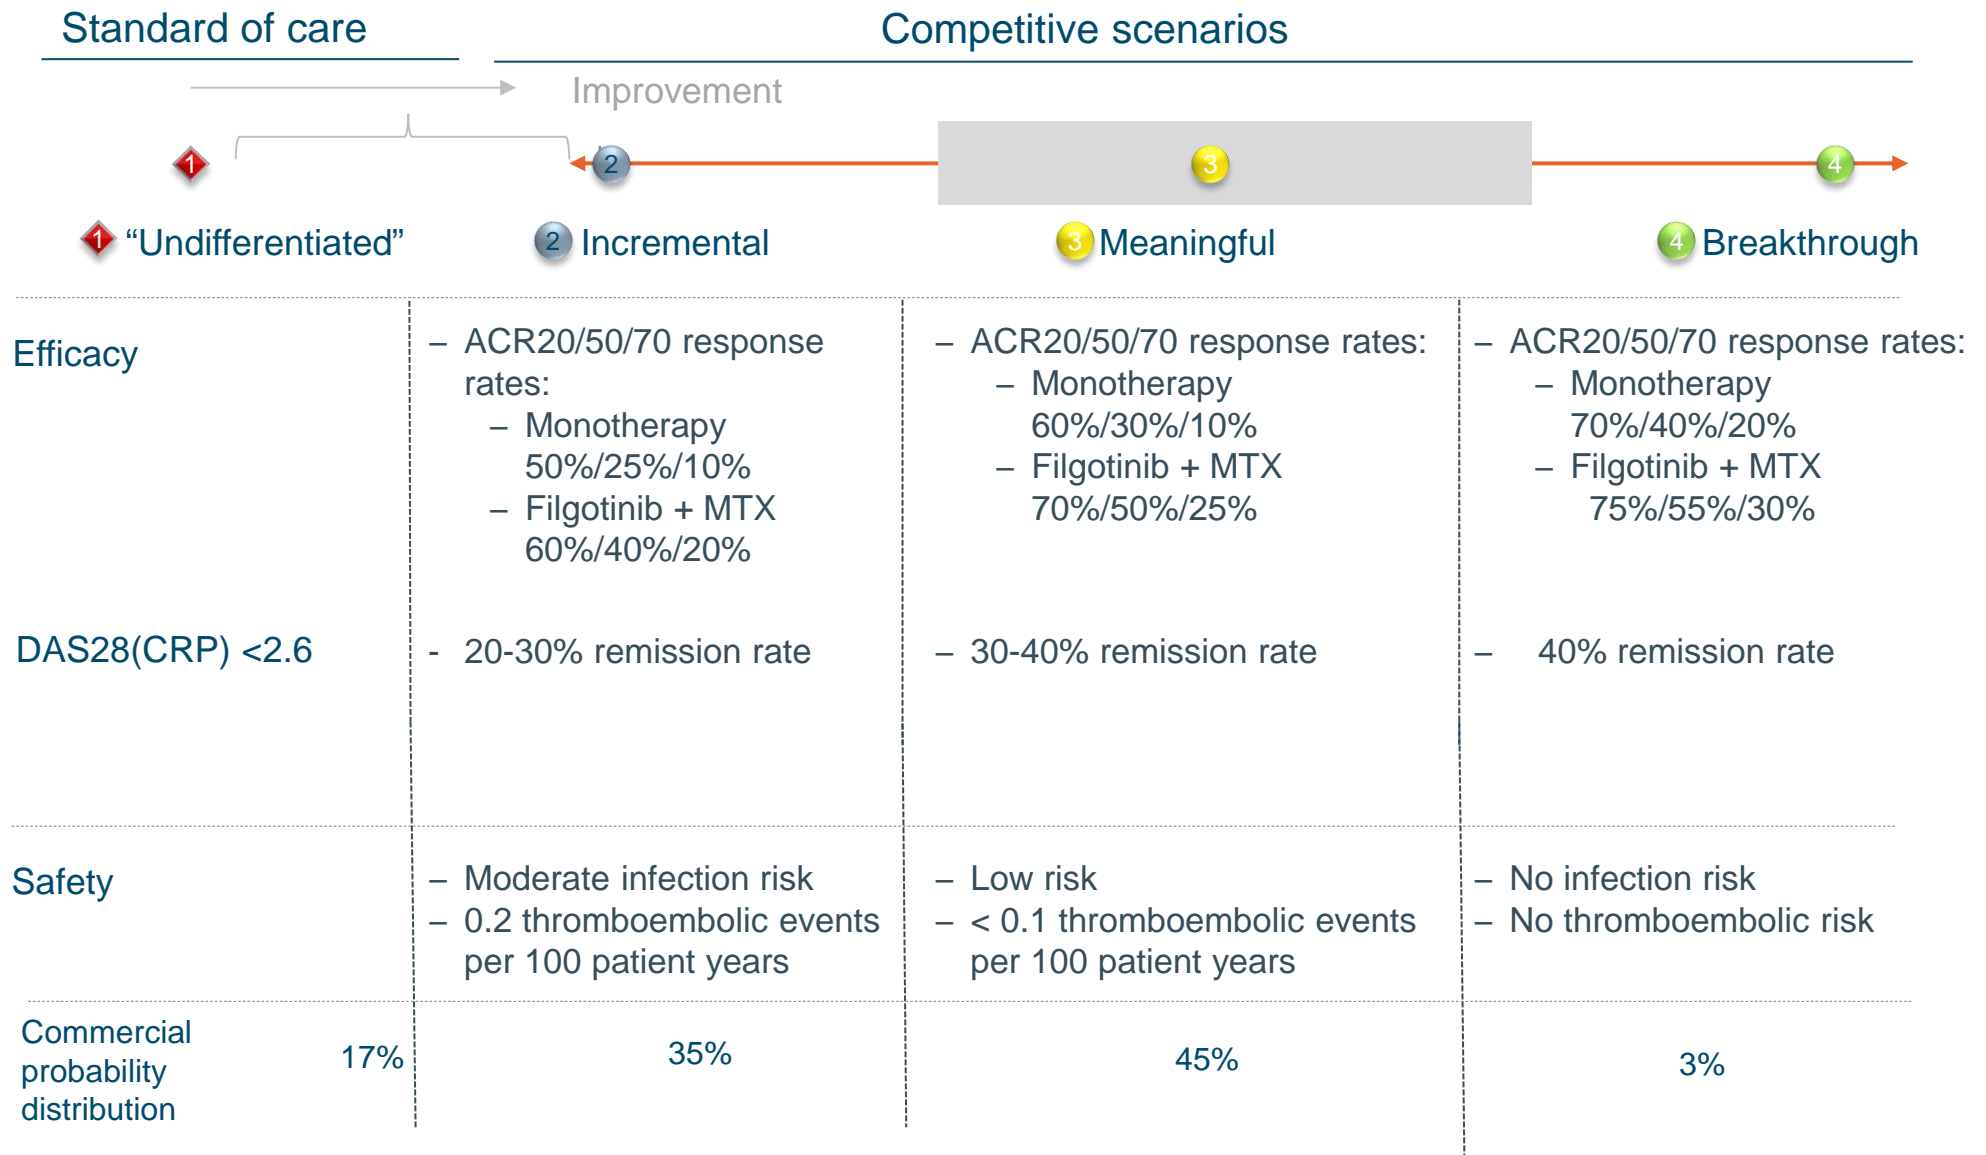 Standard of care
Competitive scenarios
Improvement
1
2
3
4
1 “Undifferentiated”
2 Incremental
3 Meaningful
4 Breakthrough
Efficacy
– ACR20/50/70 response
rates:
– Monotherapy
50%/25%/10%
– Filgotinib + MTX
60%/40%/20%
– ACR20/50/70 response rates:
– Monotherapy
60%/30%/10%
– Filgotinib + MTX
70%/50%/25%
– ACR20/50/70 response rates:
– Monotherapy
70%/40%/20%
– Filgotinib + MTX
75%/55%/30%
DAS28(CRP) <2.6
- 20-30% remission rate
– 30-40% remission rate
– 40% remission rate
Safety
– Moderate infection risk
– 0.2 thromboembolic events
per 100 patient years
– Low risk
– < 0.1 thromboembolic events
per 100 patient years
– No infection risk
– No thromboembolic risk
Commercial
probability
distribution
17%
35%
45%
3%